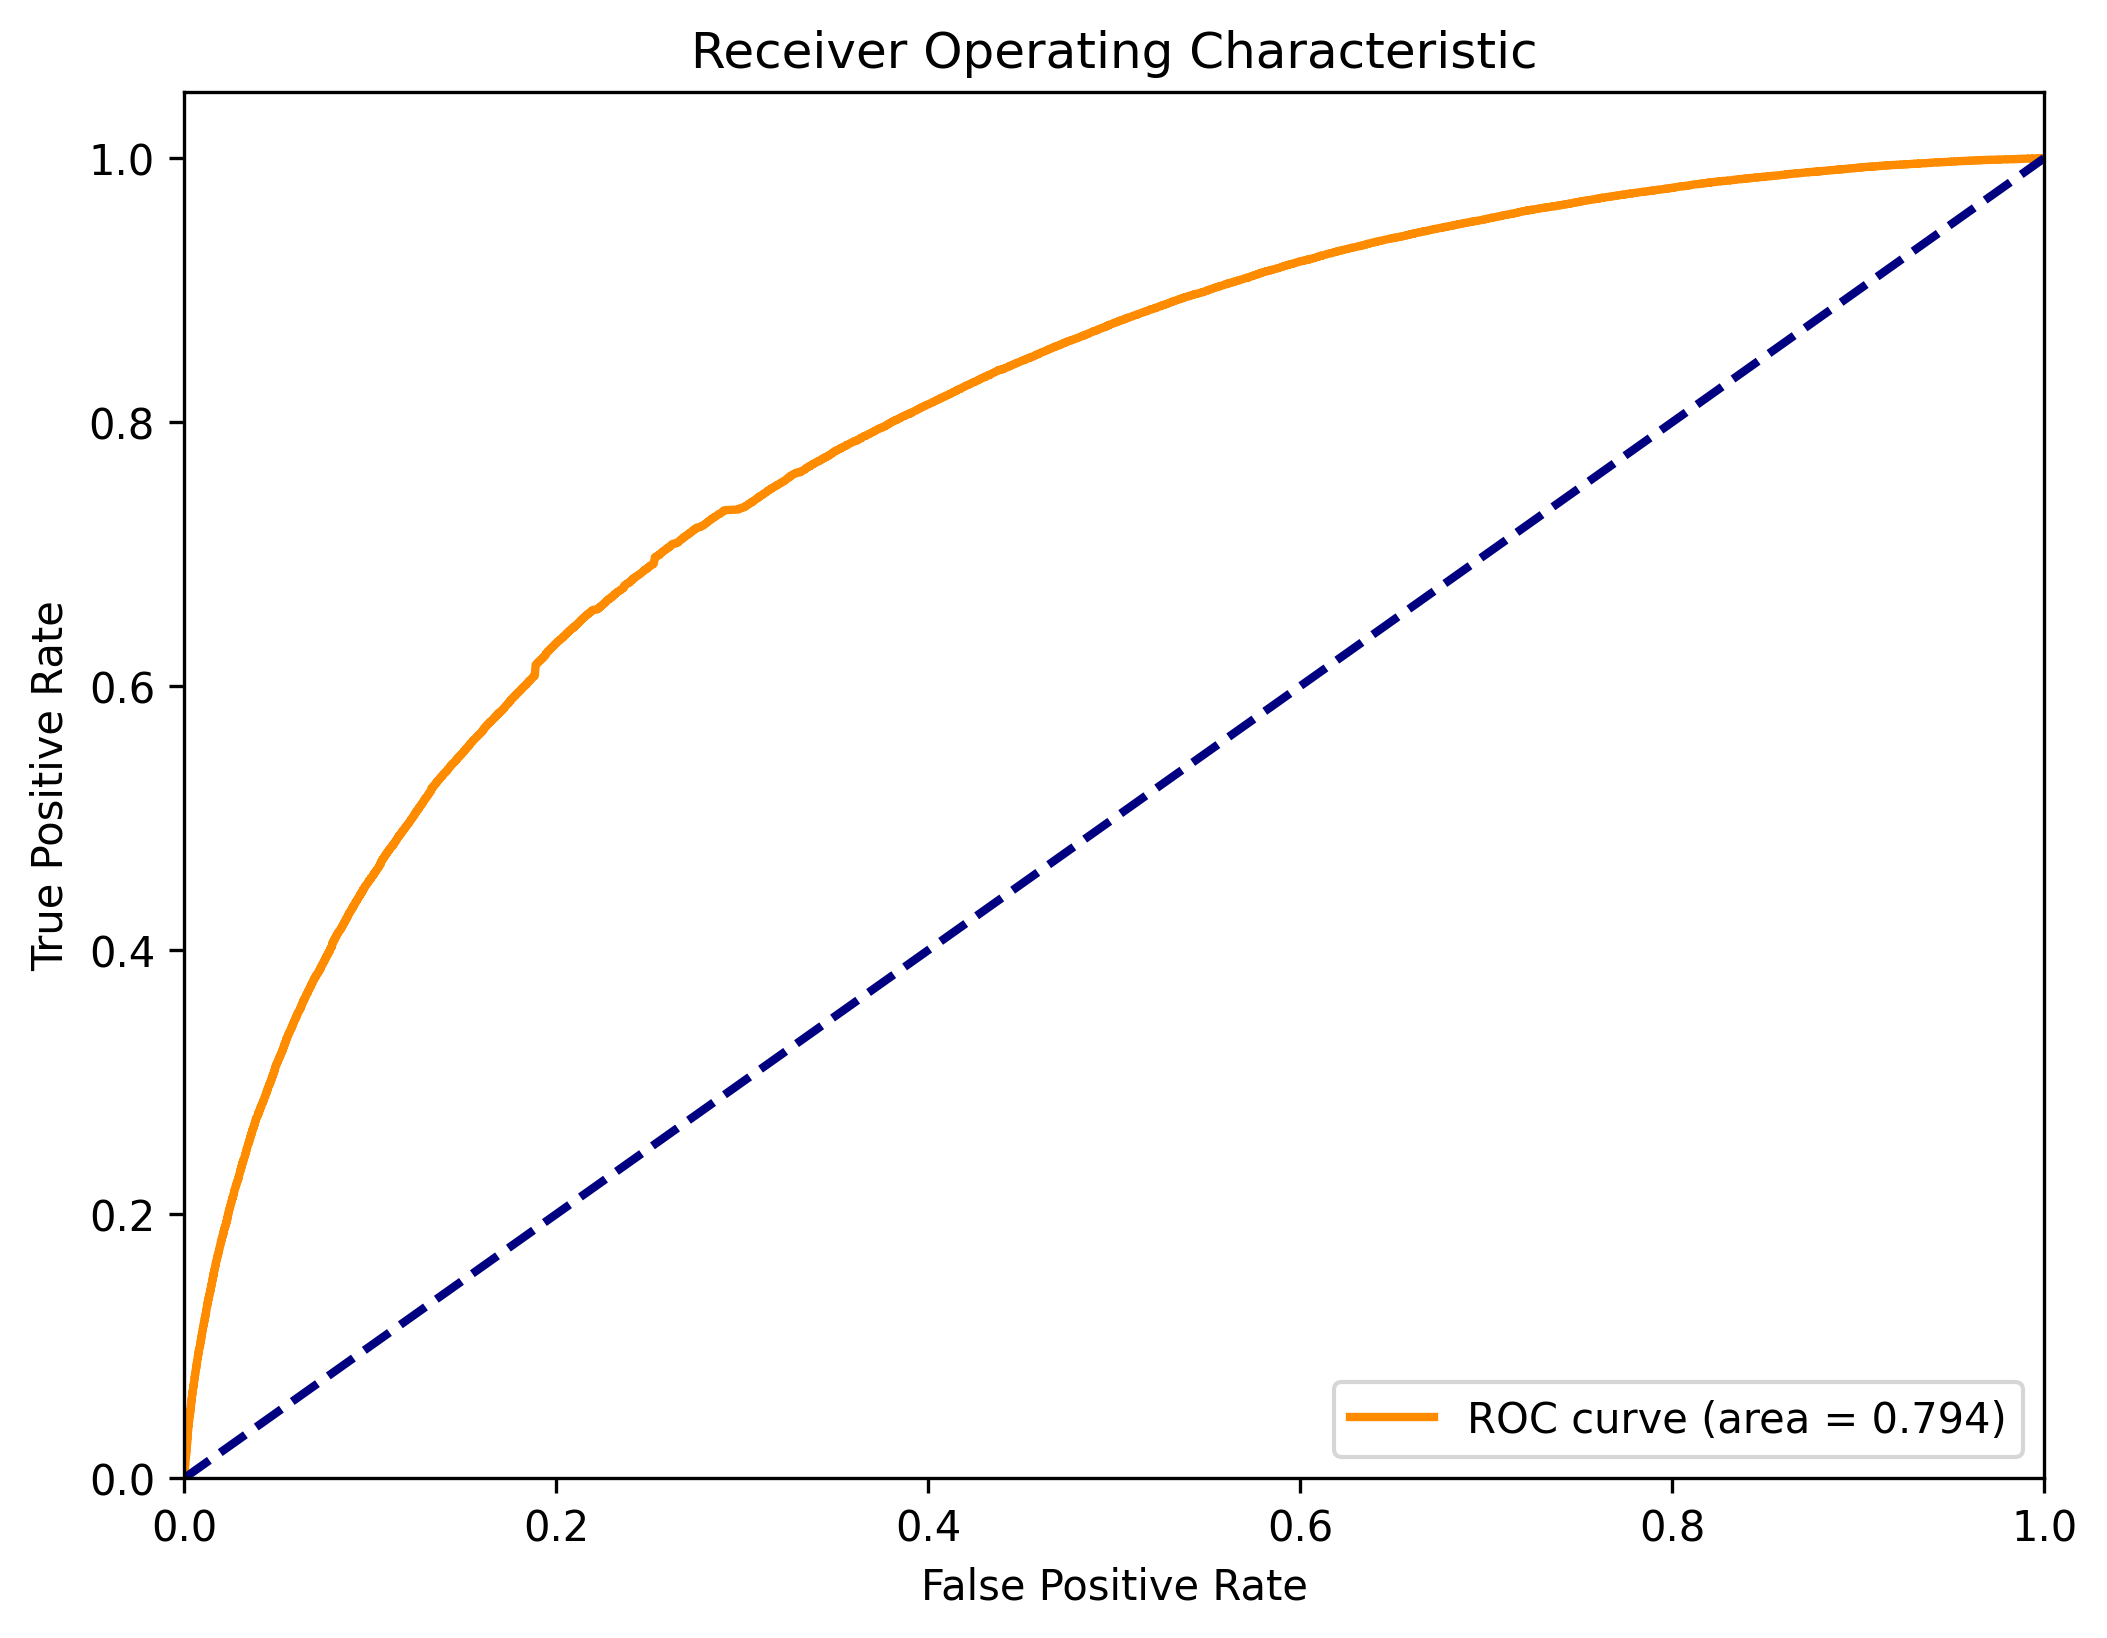 Receiver Operating Characteristic
1.0
0.8
0.6
0.4
0.2
0.0
True Positive Rate
ROC curve (area = 0.794)
0.0 0.2 0.4 0.6 0.8 1.0
False Positive Rate